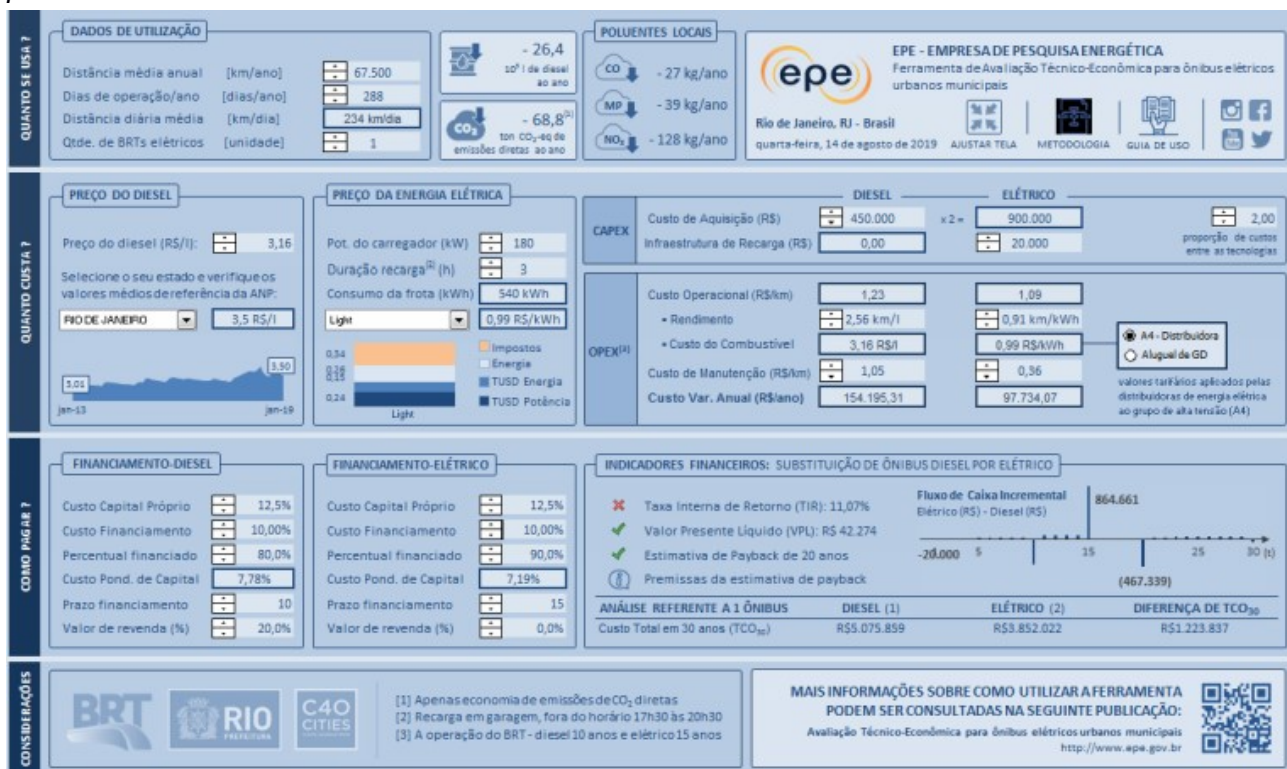 QUANTO SE USA ?
DADOS DE UTILIZAÇÃO
Distância média anual [km/ano] 67.500
Dias de operação/ano [dias/ano] 288
Distância diária média [km/dia] 234 km/dia
Qtde. de BRTs elétricos [unidade] 1
- 26,4
10³ l de diesel
ao ano
CO₂
- 68,8[1]
ton CO₂-eq de
emissões diretas ao ano
POLUENTES LOCAIS
CO - 27 kg/ano
MP - 39 kg/ano
NOₓ - 128 kg/ano
epe
EPE - EMPRESA DE PESQUISA ENERGÉTICA
Ferramenta de Avaliação Técnico-Econômica para ônibus elétricos
urbanos municipais
Rio de Janeiro, RJ - Brasil
quarta-feira, 14 de agosto de 2019
AJUSTAR TELA
METODOLOGIA
GUIA DE USO
QUANTO CUSTA ?
PREÇO DO DIESEL
Preço do diesel (R$/l): 3,16
Selecione o seu estado e verifique os
valores médios de referência da ANP:
RIO DE JANEIRO 3,5 R$/l
3,01
3.50
jan-13 jan-19
PREÇO DA ENERGIA ELÉTRICA
Pot. do carregador (kW) 180
Duração recarga[2] (h) 3
Consumo da frota (kWh) 540 kWh
Light 0,99 R$/kWh
0,34
0,26
0,15
0,24
Light
Impostos
Energia
TUSD Energia
TUSD Potência
DIESEL ELÉTRICO
CAPEX
Custo de Aquisição (R$) 450.000 x 2 = 900.000
Infraestrutura de Recarga (R$) 0,00 20.000
2,00
proporção de custos
entre as tecnologias
OPEX[3]
Custo Operacional (R$/km) 1,23 1,09
• Rendimento 2,56 km/l 0,91 km/kWh
• Custo do Combustível 3,16 R$/l 0,99 R$/kWh
Custo de Manutenção (R$/km) 1,05 0,36
Custo Var. Anual (R$/ano) 154.195,31 97.734,07
A4 - Distribuidora
Aluguel de GD
valores tarifários aplicados pelas
distribuidoras de energia elétrica
ao grupo de alta tensão (A4)
COMO PAGAR ?
FINANCIAMENTO-DIESEL
Custo Capital Próprio 12,5%
Custo Financiamento 10,00%
Percentual financiado 80,0%
Custo Pond. de Capital 7,78%
Prazo financiamento 10
Valor de revenda (%) 20,0%
FINANCIAMENTO-ELÉTRICO
Custo Capital Próprio 12,5%
Custo Financiamento 10,00%
Percentual financiado 90,0%
Custo Pond. de Capital 7,19%
Prazo financiamento 15
Valor de revenda (%) 0,0%
INDICADORES FINANCEIROS: SUBSTITUIÇÃO DE ÔNIBUS DIESEL POR ELÉTRICO
Taxa Interna de Retorno (TIR): 11,07%
Valor Presente Líquido (VPL): R$ 42.274
Estimativa de Payback de 20 anos
Premissas da estimativa de payback
Fluxo de Caixa Incremental
Elétrico (R$) - Diesel (R$)
864.661
-20.000 5 15 25 30 (t)
(467.339)
ANÁLISE REFERENTE A 1 ÔNIBUS DIESEL (1) ELÉTRICO (2) DIFERENÇA DE TCO₃₀
Custo Total em 30 anos (TCO₃₀) R$5.075.859 R$3.852.022 R$1.223.837
CONSIDERAÇÕES
BRT
RIO
PREFEITURA
C40
CITIES
[1] Apenas economia de emissões de CO₂ diretas
[2] Recarga em garagem, fora do horário 17h30 às 20h30
[3] A operação do BRT - diesel 10 anos e elétrico 15 anos
MAIS INFORMAÇÕES SOBRE COMO UTILIZAR A FERRAMENTA
PODEM SER CONSULTADAS NA SEGUINTE PUBLICAÇÃO:
Avaliação Técnico-Econômica para ônibus elétricos urbanos municipais
http://www.epe.gov.br